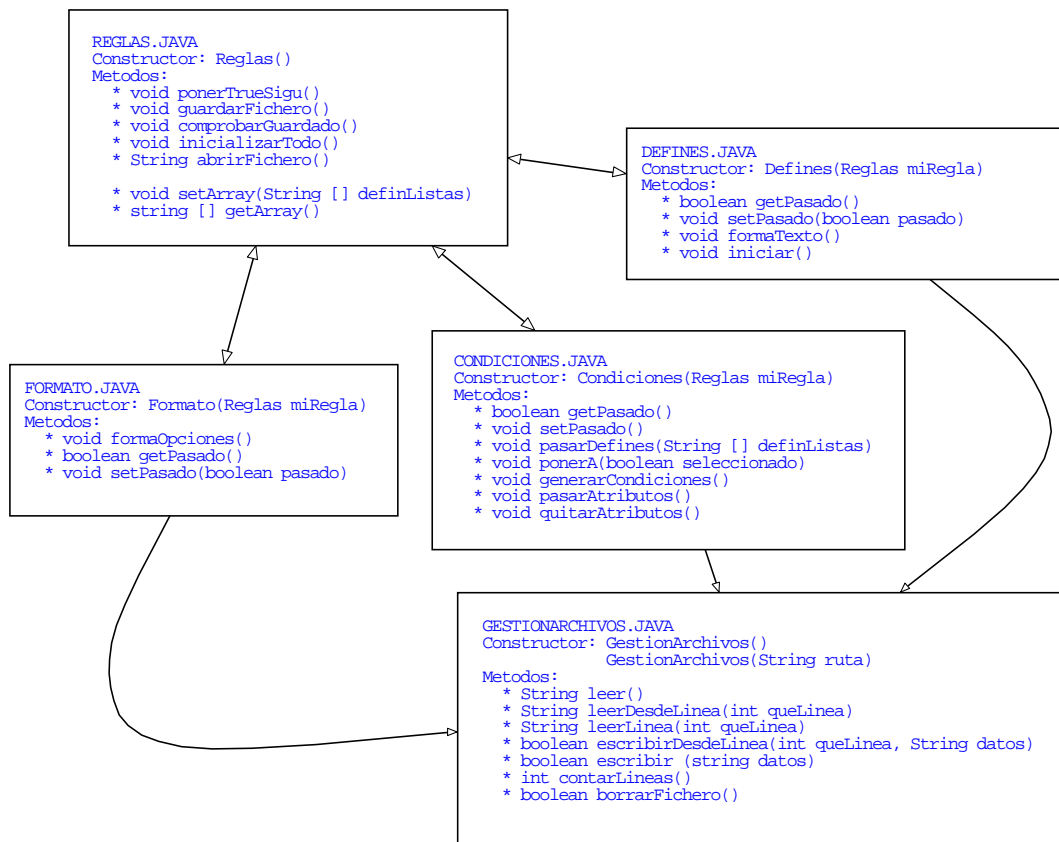 REGLAS.JAVA
Constructor: Reglas()
Metodos:
* void ponerTrueSigu()
* void guardarFichero()
* void comprobarGuardado()
* void inicializarTodo()
* String abrirFichero()
* void setArray(String [] definListas)
* string [] getArray()
DEFINES.JAVA
Constructor: Defines(Reglas miRegla)
Metodos:
* boolean getPasado()
* void setPasado(boolean pasado)
* void formaTexto()
* void iniciar()
FORMATO.JAVA
Constructor: Formato(Reglas miRegla)
Metodos:
* void formaOpciones()
* boolean getPasado()
* void setPasado(boolean pasado)
CONDICIONES.JAVA
Constructor: Condiciones(Reglas miRegla)
Metodos:
* boolean getPasado()
* void setPasado()
* void pasarDefines(String [] definListas)
* void ponerA(boolean seleccionado)
* void generarCondiciones()
* void pasarAtributos()
* void quitarAtributos()
GESTIONARCHIVOS.JAVA
Constructor: GestionArchivos()
GestionArchivos(String ruta)
Metodos:
* String leer()
* String leerDesdeLinea(int queLinea)
* String leerLinea(int queLinea)
* boolean escribirDesdeLinea(int queLinea, String datos)
* boolean escribir (string datos)
* int contarLineas()
* boolean borrarFichero()